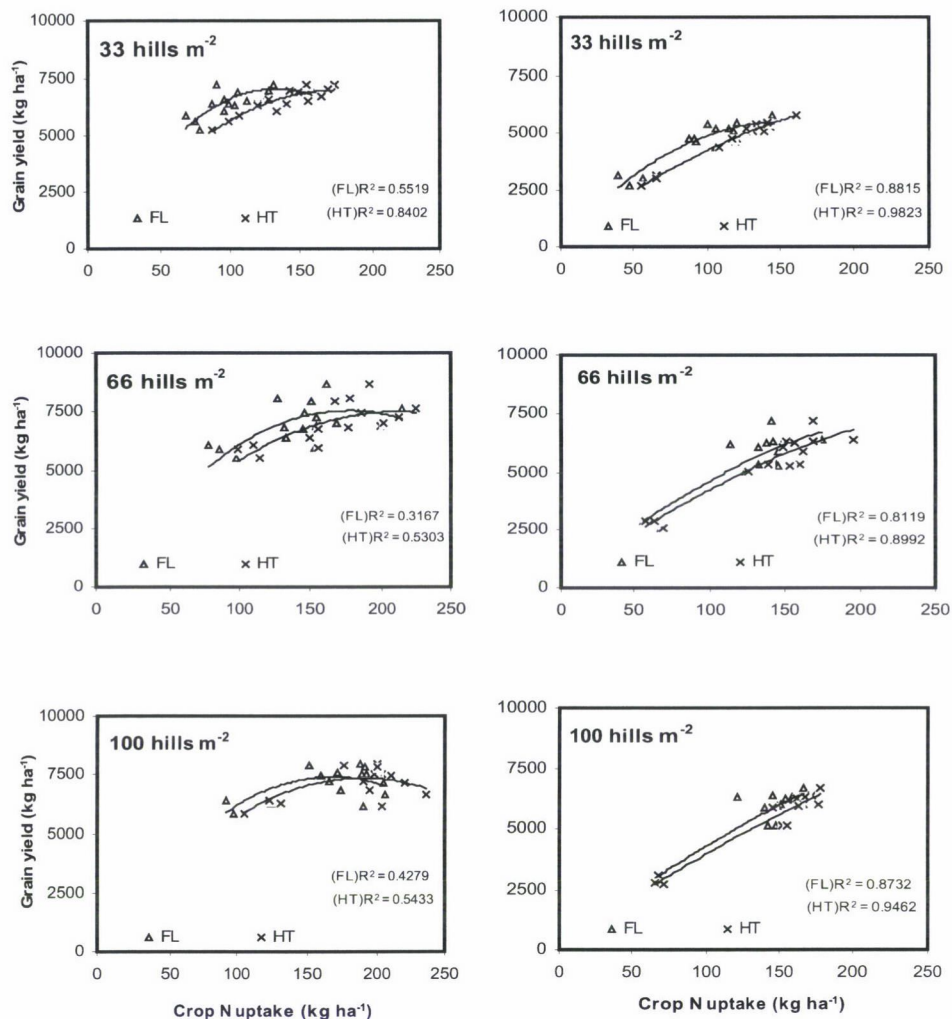 10000
7500
5000
2500
0
Grain yield (kg ha⁻¹)
33 hills m⁻²
(FL)R² = 0.5519
(HT)R² = 0.8402
FL
HT
0 50 100 150 200 250
10000
7500
5000
2500
0
33 hills m⁻²
(FL)R² = 0.8815
(HT)R² = 0.9823
FL
HT
0 50 100 150 200 250
10000
7500
5000
2500
0
Grain yield (kg ha⁻¹)
66 hills m⁻²
(FL)R² = 0.3167
(HT)R² = 0.5303
FL
HT
0 50 100 150 200 250
10000
7500
5000
2500
0
66 hills m⁻²
(FL)R² = 0.8119
(HT)R² = 0.8992
FL
HT
0 50 100 150 200 250
10000
7500
5000
2500
0
Grain yield (kg ha⁻¹)
100 hills m⁻²
(FL)R² = 0.4279
(HT)R² = 0.5433
FL
HT
0 50 100 150 200 250
Crop N uptake (kg ha⁻¹)
10000
7500
5000
2500
0
100 hills m⁻²
(FL)R² = 0.8732
(HT)R² = 0.9462
FL
HT
0 50 100 150 200 250
Crop N uptake (kg ha⁻¹)